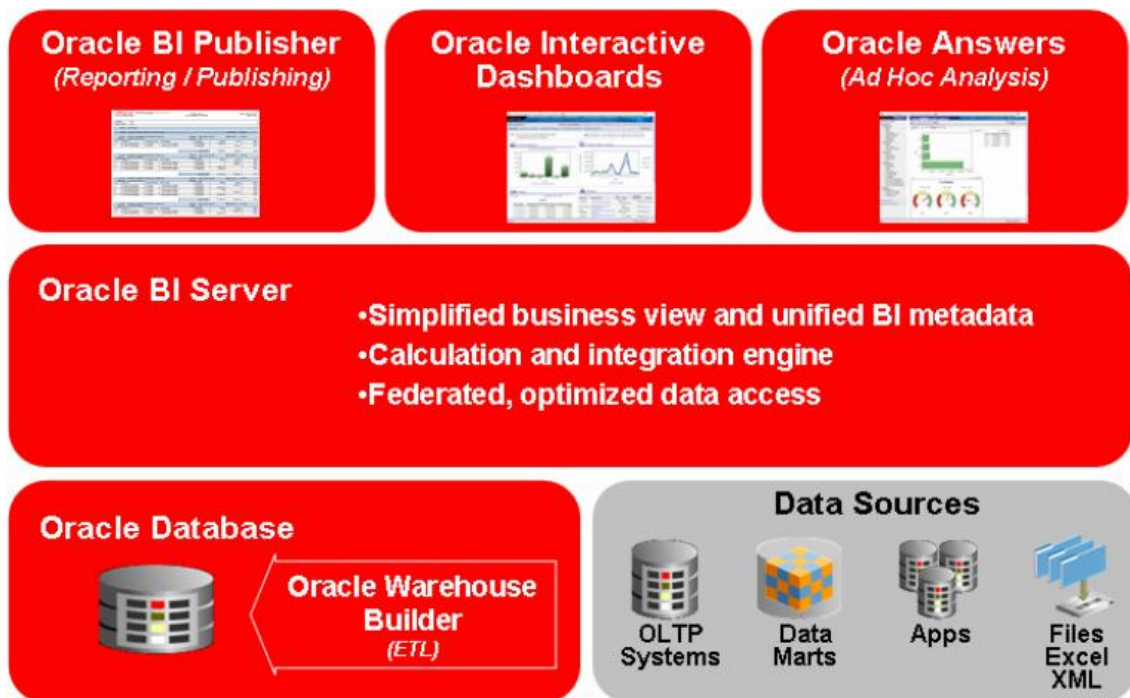 Oracle BI Publisher
(Reporting / Publishing)
Oracle Interactive
Dashboards
Oracle Answers
(Ad Hoc Analysis)
Oracle BI Server
•Simplified business view and unified BI metadata
•Calculation and integration engine
•Federated, optimized data access
Oracle Database
Oracle Warehouse
Builder
(ETL)
Data Sources
OLTP
Systems
Data
Marts
Apps
Files
Excel
XML